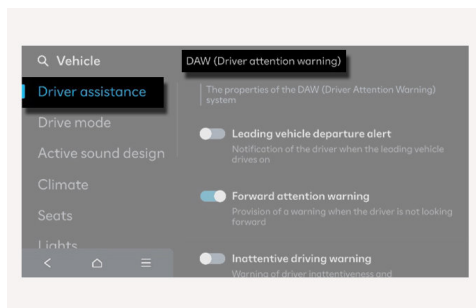 Vehicle
DAW (Driver attention warning)
Driver assistance
The properties of the DAW (Driver Attention Warning)
system
Drive mode
Leading vehicle departure alert
Notification of the driver when the leading vehicle
drives on
Active sound design
Climate
Forward attention warning
Provision of a warning when the driver is not looking
forward
Seats
Lights
Inattentive driving warning
Warning of driver inattentiveness and